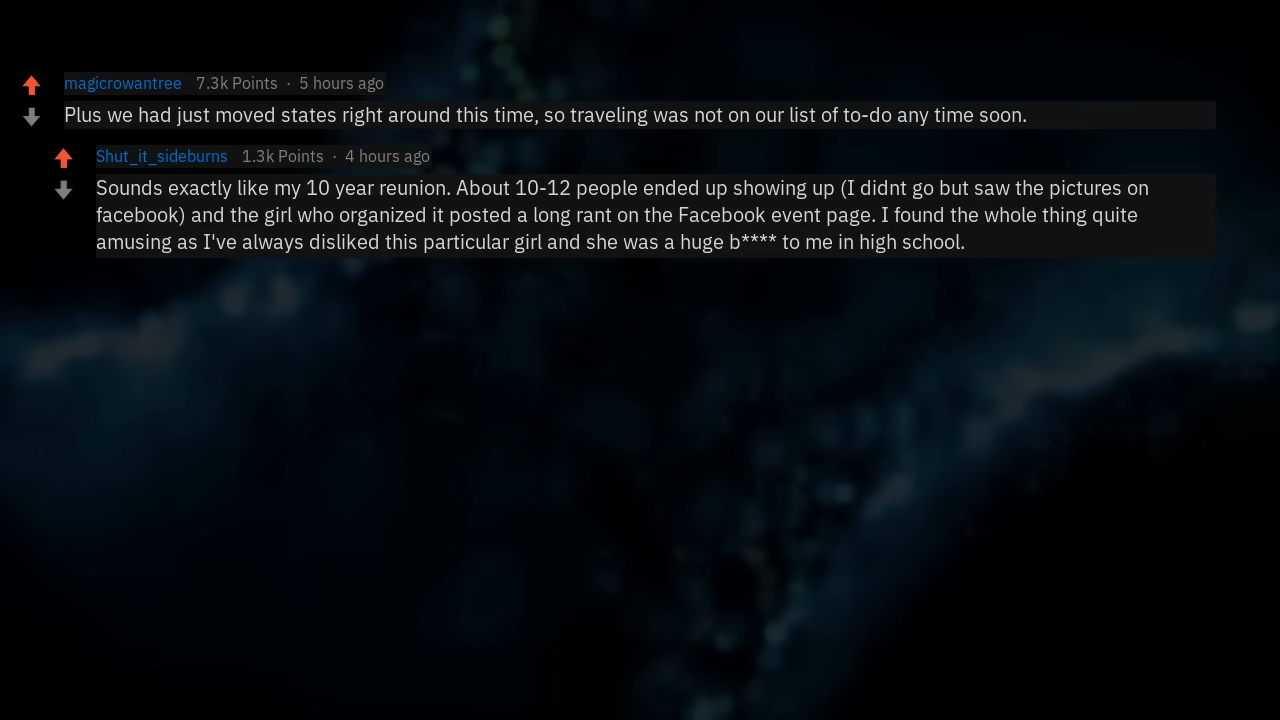 magicrowantree 7.3k Points · 5 hours ago
Plus we had just moved states right around this time, so traveling was not on our list of to-do any time soon.
Shut_it_sideburns 1.3k Points · 4 hours ago
Sounds exactly like my 10 year reunion. About 10-12 people ended up showing up (I didnt go but saw the pictures on
facebook) and the girl who organized it posted a long rant on the Facebook event page. I found the whole thing quite
amusing as I've always disliked this particular girl and she was a huge b**** to me in high school.